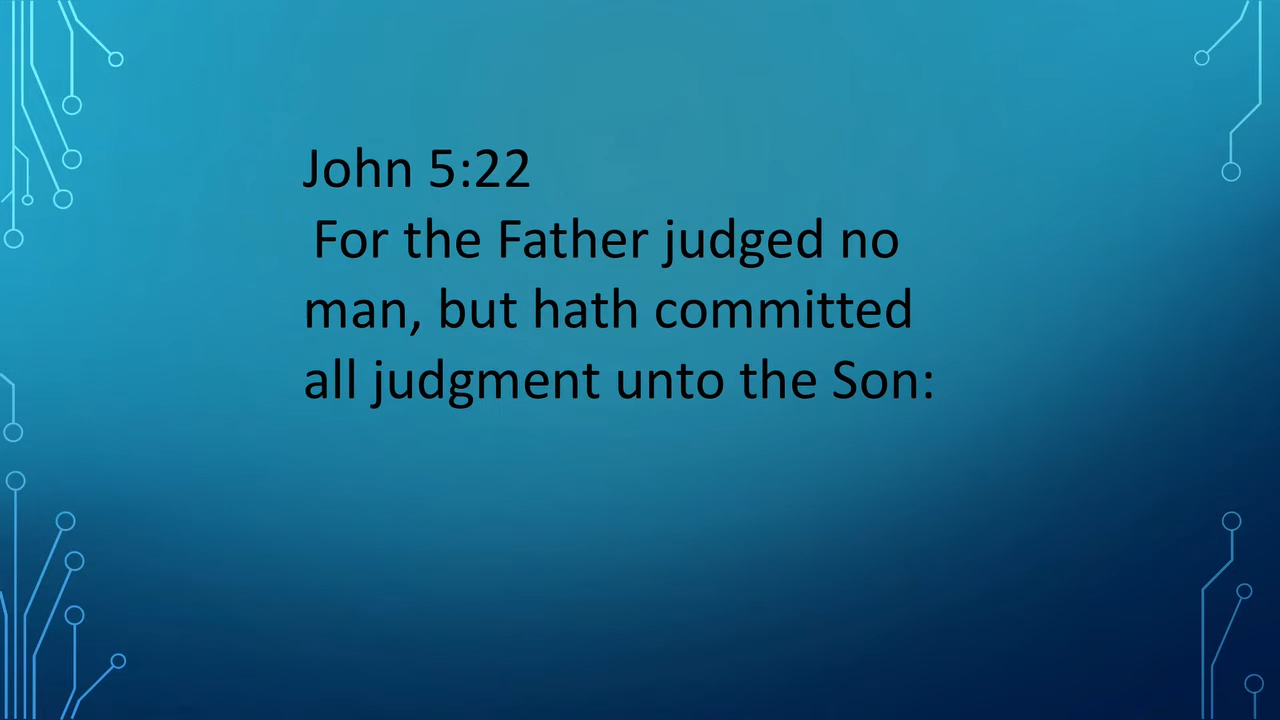 John 5:22
For the Father judged no
man, but hath committed
all judgment unto the Son: